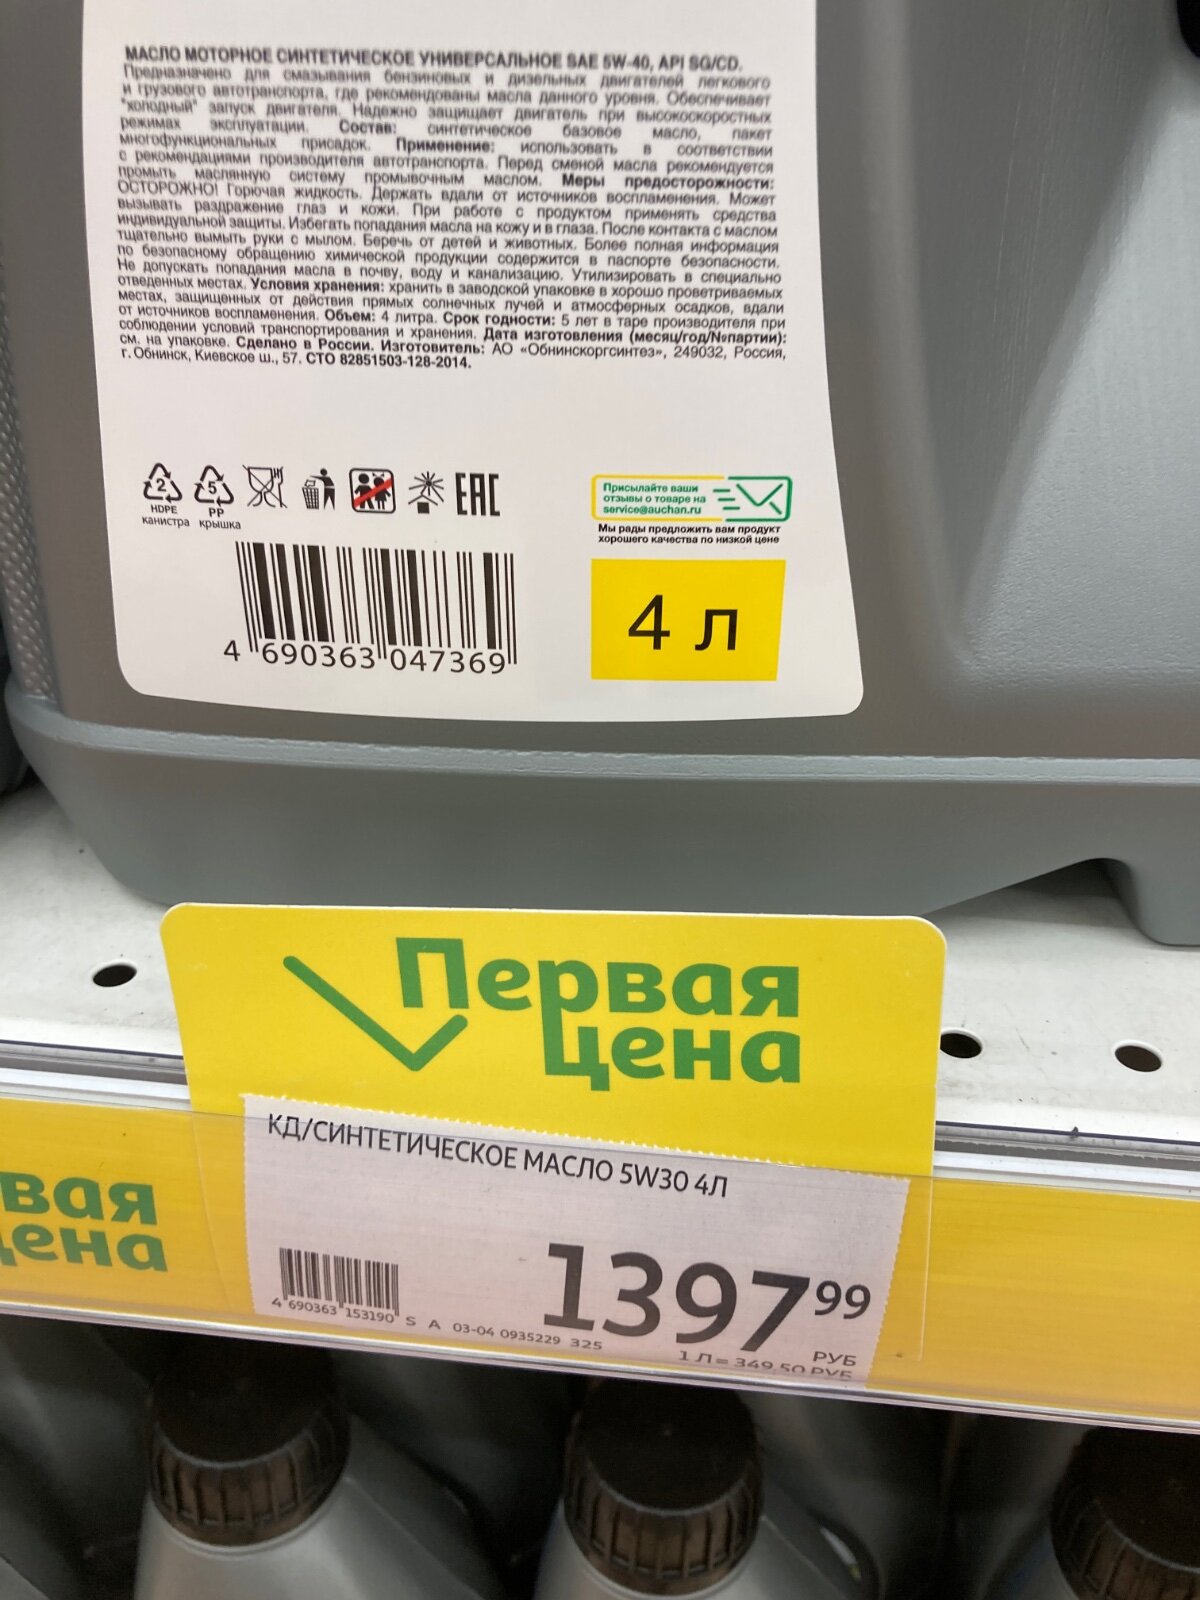 МАСЛО МОТОРНОЕ СИНТЕТИЧЕСКОЕ УНИВЕРСАЛЬНОЕ SAE 5W-40, API SG/CD.
Предназначено для смазывания бензиновых и дизельных двигателей легкового
и грузового автотранспорта, где рекомендованы масла данного уровня. Обеспечивает
"холодный" запуск двигателя. Надежно защищает двигатель при высокоскоростных
режимах эксплуатации. Состав: синтетическое базовое масло, пакет
многофункциональных присадок. Применение: использовать в соответствии
с рекомендациями производителя автотранспорта. Перед сменой масла рекомендуется
промыть маслянную систему промывочным маслом. Меры предосторожности:
ОСТОРОЖНО! Горючая жидкость. Держать вдали от источников воспламенения. Может
вызывать раздражение глаз и кожи. При работе с продуктом применять средства
индивидуальной защиты. Избегать попадания масла на кожу и в глаза. После контакта с маслом
тщательно вымыть руки с мылом. Беречь от детей и животных. Более полная информация
по безопасному обращению химической продукции содержится в паспорте безопасности.
Не допускать попадания масла в почву, воду и канализацию. Утилизировать в специально
отведенных местах. Условия хранения: хранить в заводской упаковке в хорошо проветриваемых
местах, защищенных от действия прямых солнечных лучей и атмосферных осадков, вдали
от источников воспламенения. Объем: 4 литра. Срок годности: 5 лет в таре производителя при
соблюдении условий транспортирования и хранения. Дата изготовления (месяц/год/№партии):
см. на упаковке. Сделано в России. Изготовитель: АО «Обнинскоргсинтез», 249032, Россия,
г. Обнинск, Киевское ш., 57. СТО 82851503-128-2014.
2 5 EAC
HDPE PP
канистра крышка
Присылайте ваши
отзывы о товаре на
service@auchan.ru
Мы рады предложить вам продукт
хорошего качества по низкой цене
4 л
4 690363 047369
Первая
цена
вая
цена
КД/СИНТЕТИЧЕСКОЕ МАСЛО 5W30 4Л
1397 99
РУБ
4 690363 153190 S A 03-04 0935229 325
1 Л= 349.50 РУБ